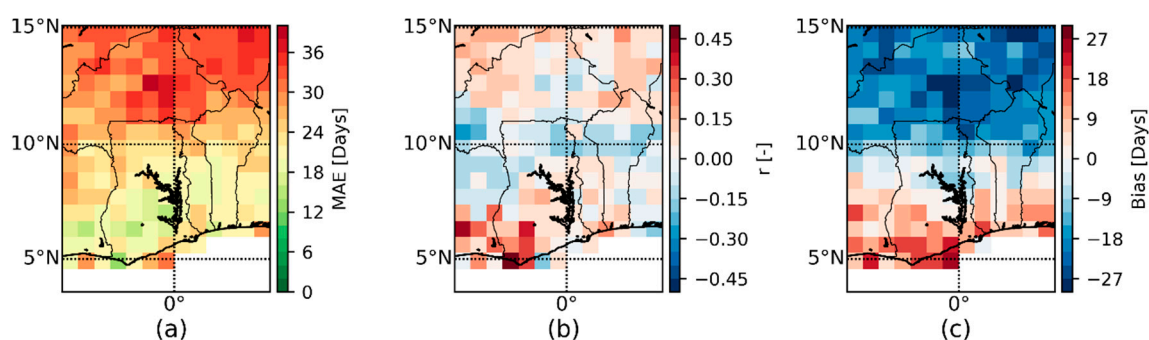 15°N
10°N
5°N
0°
36
30
24
18
12
6
0
MAE [Days]
(a)
15°N
10°N
5°N
0°
0.45
0.30
0.15
0.00
−0.15
−0.30
−0.45
r [-]
(b)
15°N
10°N
5°N
0°
27
18
9
0
−9
−18
−27
Bias [Days]
(c)